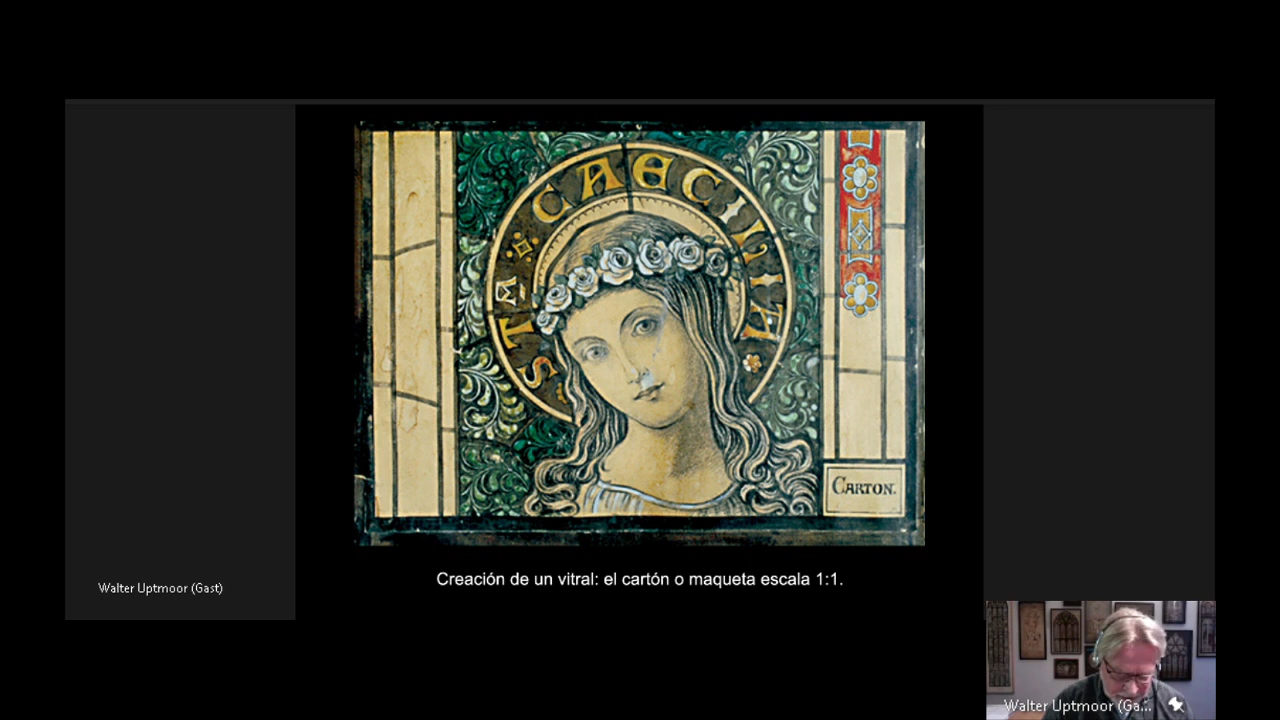 STA CAECILIA
CARTON.
Creación de un vitral: el cartón o maqueta escala 1:1.
Walter Uptmoor (Gast)
Walter Uptmoor (Ga...